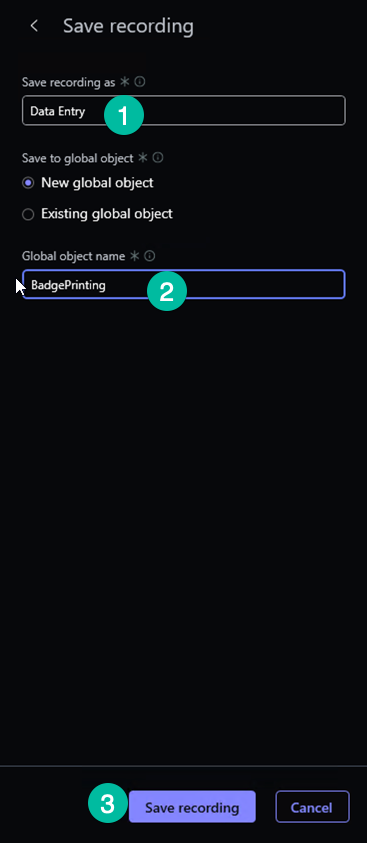 Save recording
Save recording as *
Data Entry
1
Save to global object *
New global object
Existing global object
Global object name *
BadgePrinting
2
3 Save recording Cancel